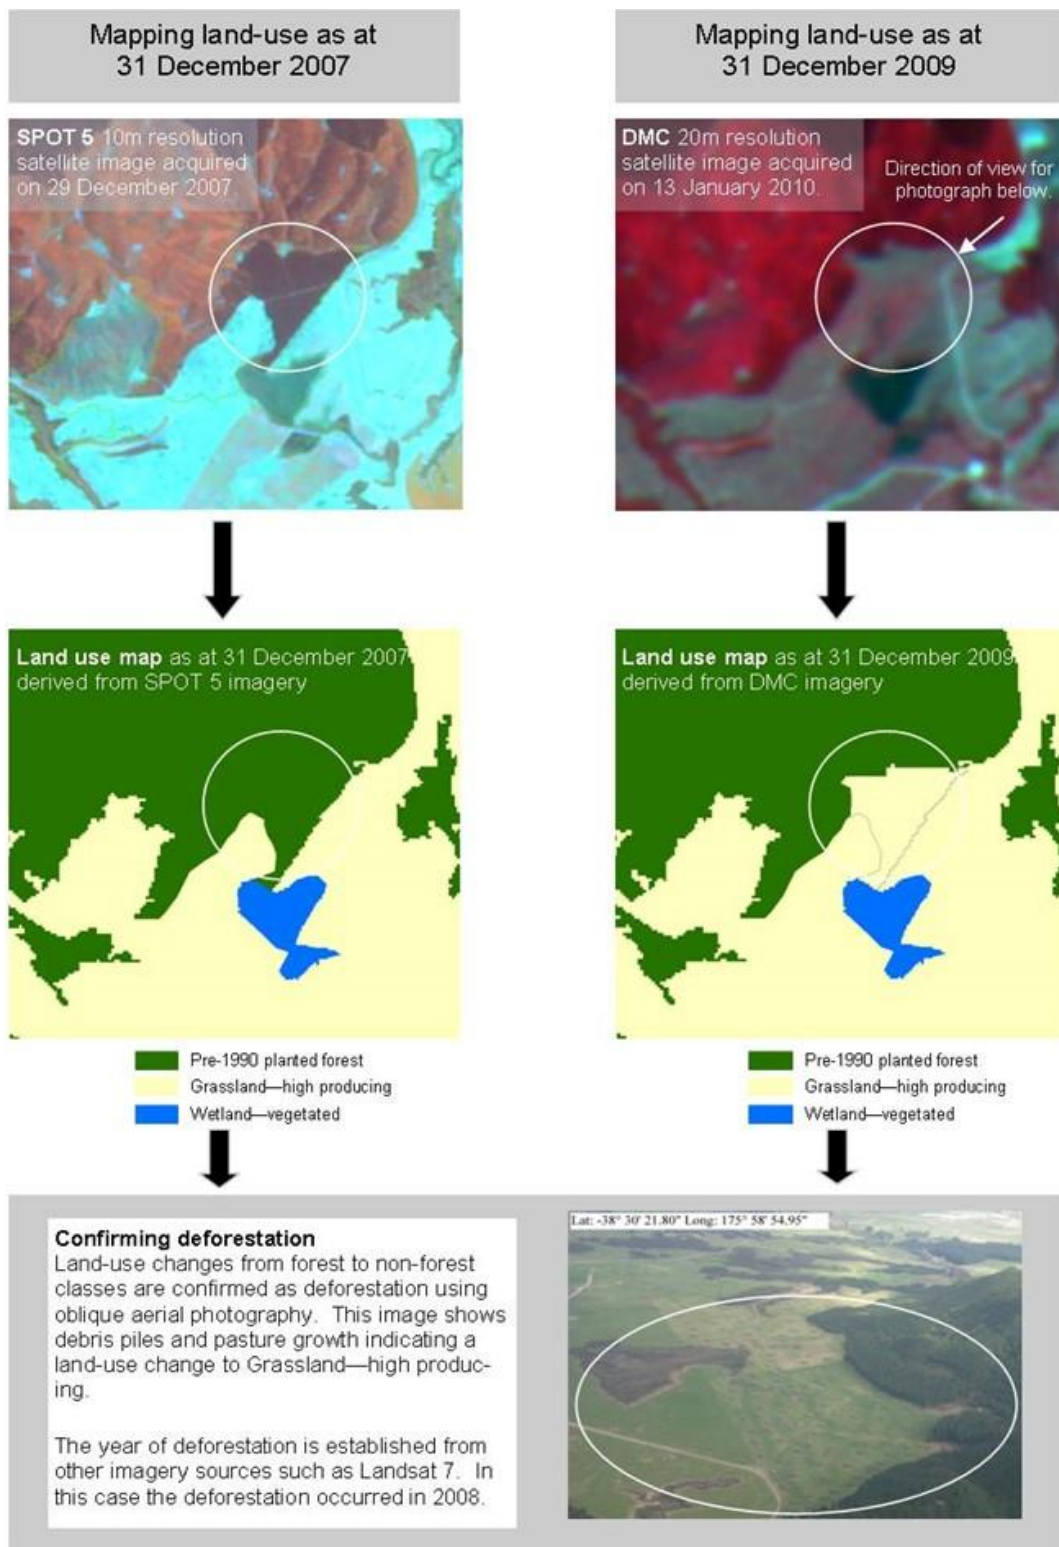 Mapping land-use as at
31 December 2007
Mapping land-use as at
31 December 2009
SPOT 5 10m resolution
satellite image acquired
on 29 December 2007.
DMC 20m resolution
satellite image acquired
on 13 January 2010.
Direction of view for
photograph below.
Land use map as at 31 December 2007
derived from SPOT 5 imagery
Land use map as at 31 December 2009
derived from DMC imagery
Pre-1990 planted forest
Grassland—high producing
Wetland—vegetated
Pre-1990 planted forest
Grassland—high producing
Wetland—vegetated
Confirming deforestation
Land-use changes from forest to non-forest
classes are confirmed as deforestation using
oblique aerial photography. This image shows
debris piles and pasture growth indicating a
land-use change to Grassland—high produc-
ing.
The year of deforestation is established from
other imagery sources such as Landsat 7. In
this case the deforestation occurred in 2008.
Lat: -38° 30' 21.80" Long: 175° 58' 54.95"